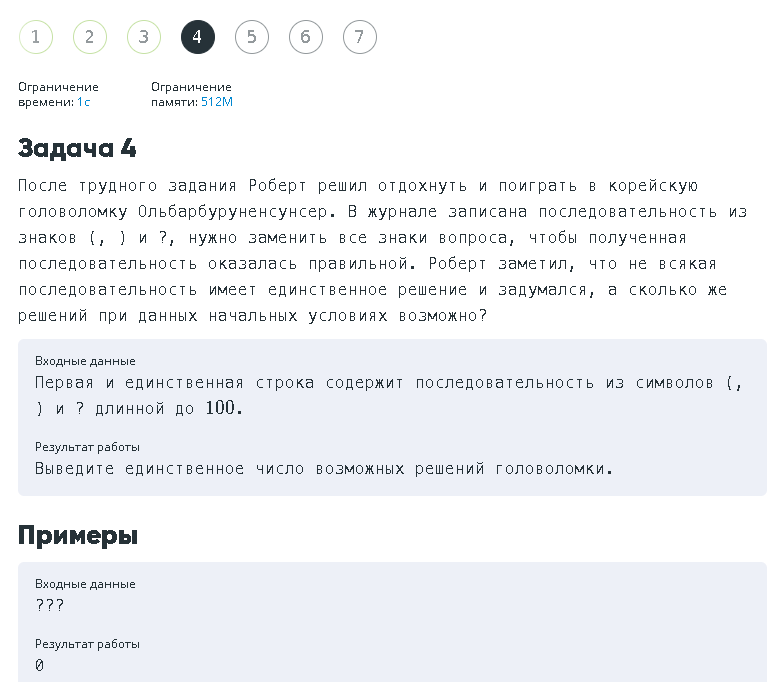 1 2 3 4 5 6 7
Ограничение Ограничение
времени: 1с памяти: 512M
Задача 4
После трудного задания Роберт решил отдохнуть и поиграть в корейскую
головоломку Ольбарбуруненсунсер. В журнале записана последовательность из
знаков (, ) и ?, нужно заменить все знаки вопроса, чтобы полученная
последовательность оказалась правильной. Роберт заметил, что не всякая
последовательность имеет единственное решение и задумался, а сколько же
решений при данных начальных условиях возможно?
Входные данные
Первая и единственная строка содержит последовательность из символов (,
) и ? длинной до 100.
Результат работы
Выведите единственное число возможных решений головоломки.
Примеры
Входные данные
???
Результат работы
0